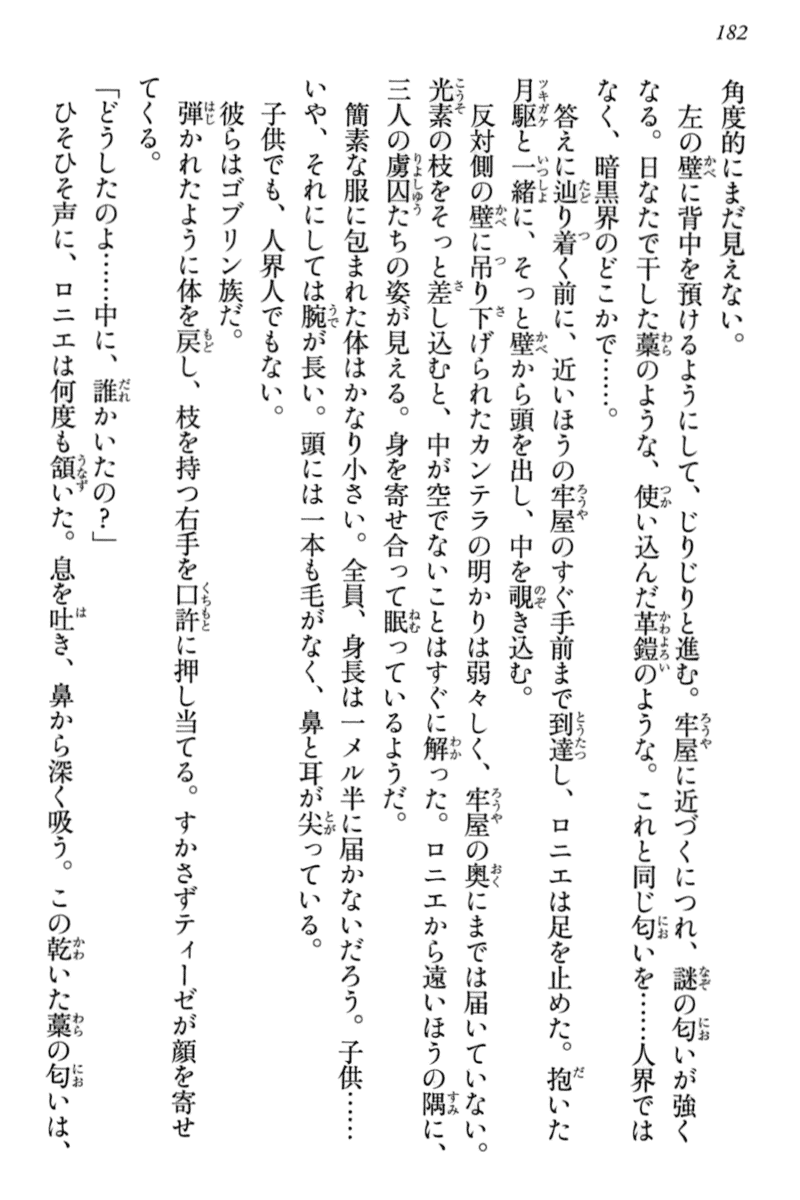 182
角度的にまだ見えない。
左の壁に背中を預けるようにして、じりじりと進む。牢屋に近づくにつれ、謎の匂いが強く
なる。日なたで干した藁のような、使い込んだ革鎧のような。これと同じ匂いを……人界では
なく、暗黒界のどこかで……。
答えに辿り着く前に、近いほうの牢屋のすぐ手前まで到達し、ロニエは足を止めた。抱いた
月駆と一緒に、そっと壁から頭を出し、中を覗き込む。
反対側の壁に吊り下げられたカンテラの明かりは弱々しく、牢屋の奥にまでは届いていない。
光素の枝をそっと差し込むと、中が空でないことはすぐに解った。ロニエから遠いほうの隅に、
三人の虜囚たちの姿が見える。身を寄せ合って眠っているようだ。
簡素な服に包まれた体はかなり小さい。全員、身長は一メル半に届かないだろう。子供……
いや、それにしては腕が長い。頭には一本も毛がなく、鼻と耳が尖っている。
子供でも、人界人でもない。
彼らはゴブリン族だ。
弾かれたように体を戻し、枝を持つ右手を口許に押し当てる。すかさずティーゼが顔を寄せ
てくる。
「どうしたのよ……中に、誰かいたの？」
ひそひそ声に、ロニエは何度も頷いた。息を吐き、鼻から深く吸う。この乾いた藁の匂いは、